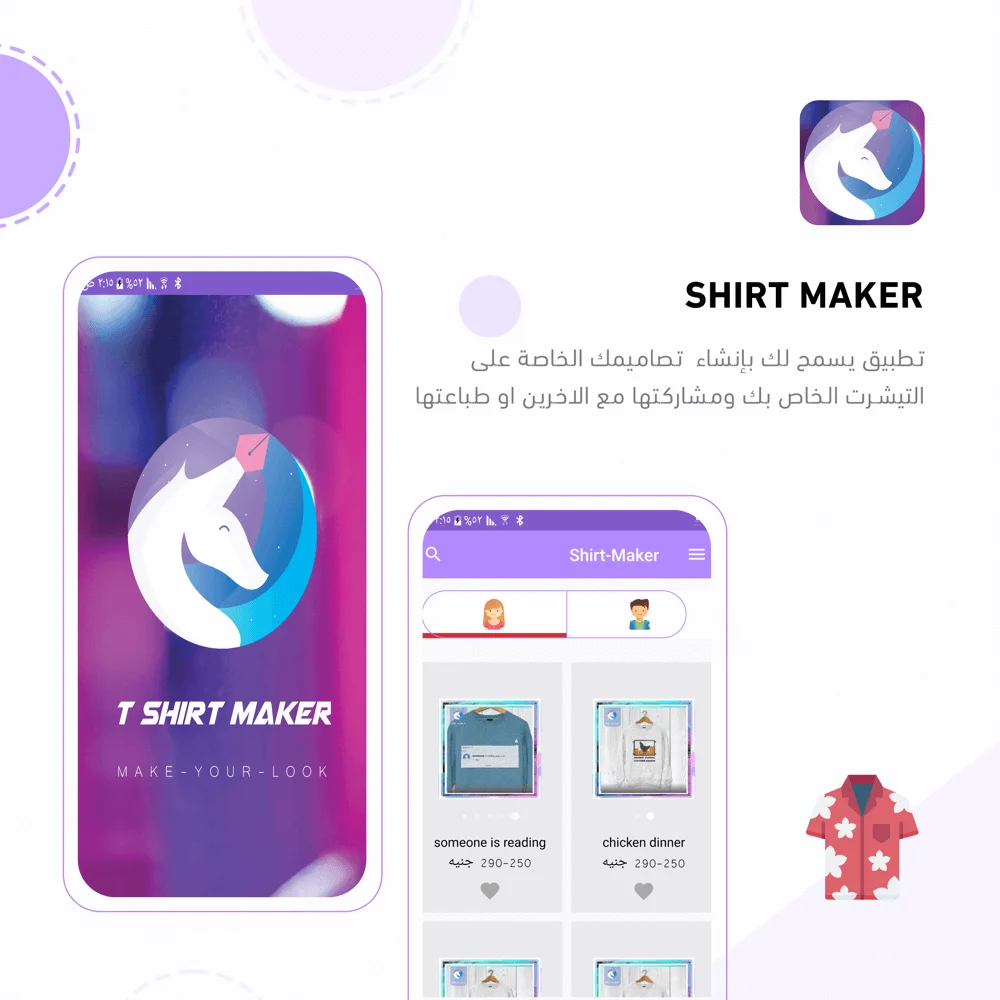 SHIRT MAKER
تطبيق يسمح لك بإنشاء تصاميمك الخاصة على
التيشرت الخاص بك ومشاركتها مع الاخرين او طباعتها
٢:١٥ %٥٢
T SHIRT MAKER
MAKE-YOUR-LOOK
٢:١٥ %٥٢
Shirt-Maker
someone is reading
290-250 جنيه
chicken dinner
290-250 جنيه